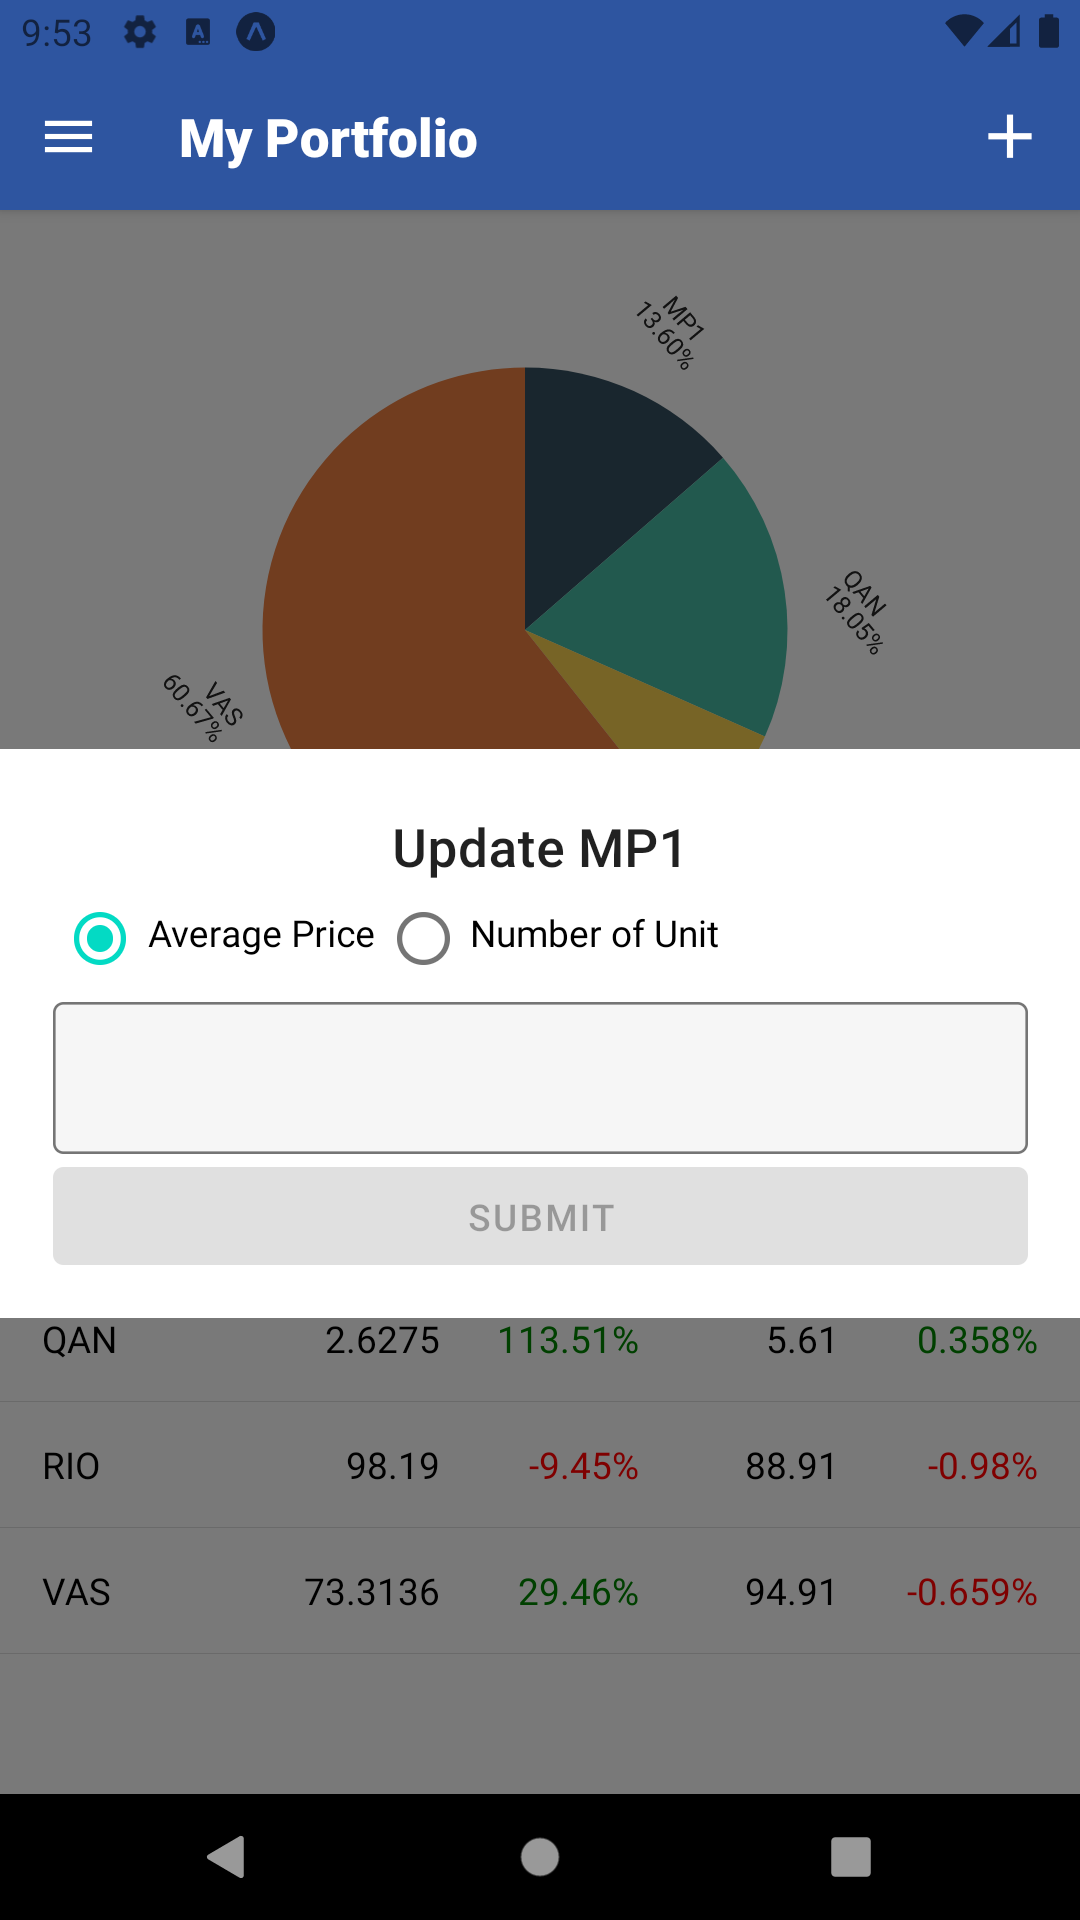 9:53
My Portfolio
MP1
13.60%
QAN
18.05%
VAS
60.67%
Update MP1
Average Price Number of Unit
SUBMIT
QAN 2.6275 113.51% 5.61 0.358%
RIO 98.19 -9.45% 88.91 -0.98%
VAS 73.3136 29.46% 94.91 -0.659%